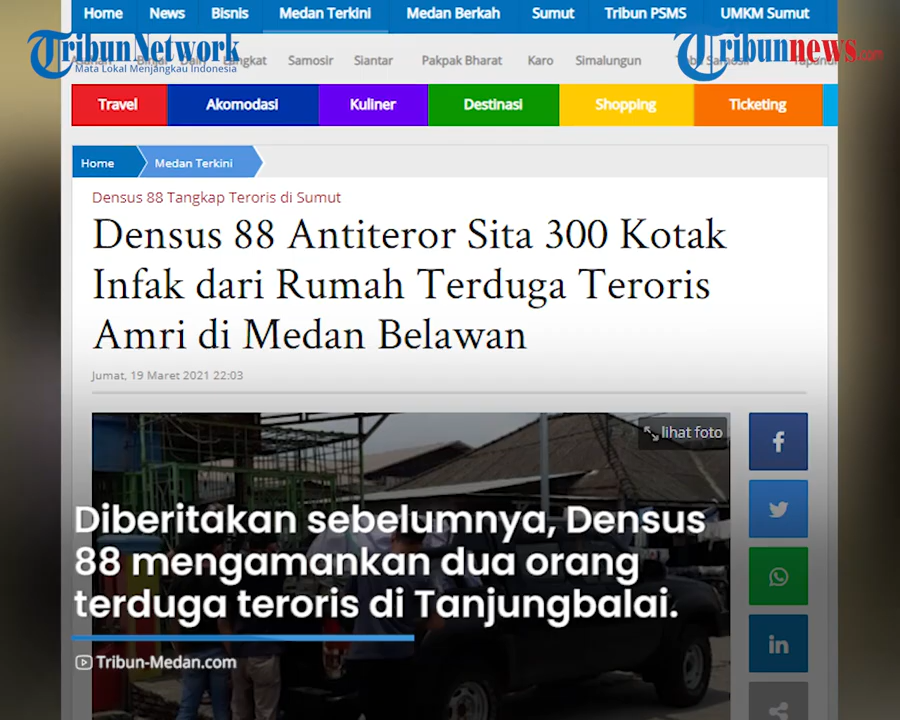 Home News Bisnis Medan Terkini Medan Berkah Sumut Tribun PSMS UMKM Sumut
Tribun Network
Mata Lokal Menjangkau Indonesia
Tribunnews.com
Langkat Samosir Siantar Pakpak Bharat Karo Simalungun
Travel Akomodasi Kuliner Destinasi Shopping Ticketing
Home Medan Terkini
Densus 88 Tangkap Teroris di Sumut
Densus 88 Antiteror Sita 300 Kotak
Infak dari Rumah Terduga Teroris
Amri di Medan Belawan
Jumat, 19 Maret 2021 22:03
lihat foto
Diberitakan sebelumnya, Densus
88 mengamankan dua orang
terduga teroris di Tanjungbalai.
Tribun-Medan.com